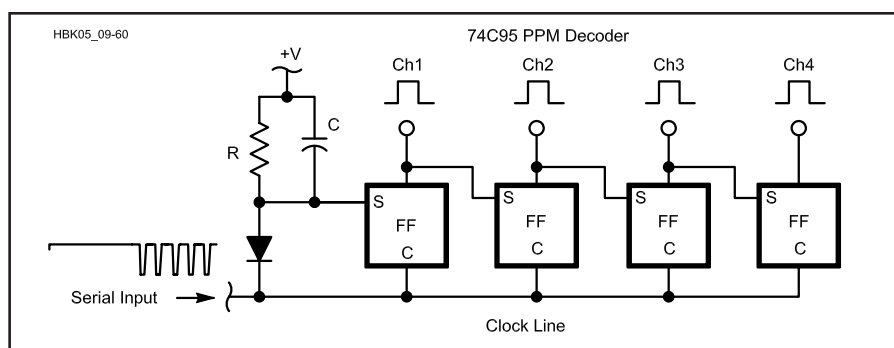 HBK05_09-60
74C95 PPM Decoder
+V
Ch1
Ch2
Ch3
Ch4
R
C
S
FF
C
S
FF
C
S
FF
C
S
FF
C
Serial Input
Clock Line